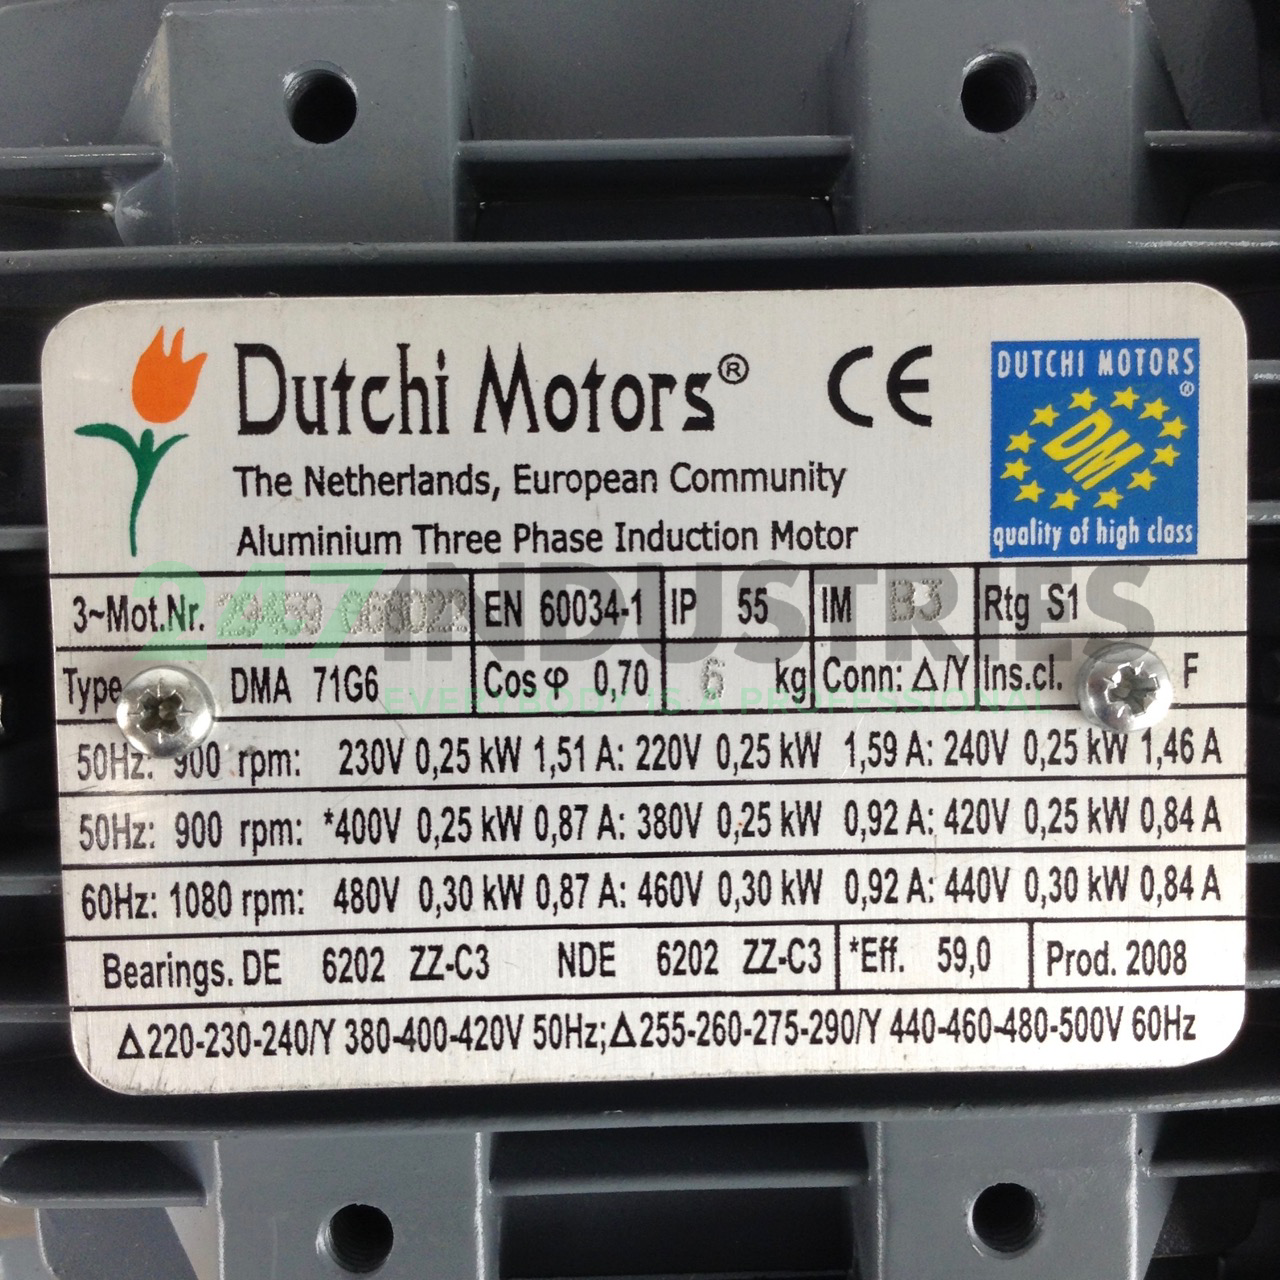 Dutchi Motors®
CE
DUTCHI MOTORS
®
DM
quality of high class
The Netherlands, European Community
Aluminium Three Phase Induction Motor
3~Mot.Nr. EN 60034-1 IP 55 IM B3 Rtg S1
Type DMA 71G6 Cosφ 0,70 6 kg Conn: Δ/Y Ins.cl. F
247INDUSTRIES
EVERYBODY IS A PROFESSIONAL
50Hz: 900 rpm: 230V 0,25 kW 1,51 A: 220V 0,25 kW 1,59 A: 240V 0,25 kW 1,46 A
50Hz: 900 rpm: *400V 0,25 kW 0,87 A: 380V 0,25 kW 0,92 A: 420V 0,25 kW 0,84 A
60Hz: 1080 rpm: 480V 0,30 kW 0,87 A: 460V 0,30 kW 0,92 A: 440V 0,30 kW 0,84 A
Bearings. DE 6202 ZZ-C3 NDE 6202 ZZ-C3 *Eff. 59,0 Prod. 2008
Δ220-230-240/Y 380-400-420V 50Hz;Δ255-260-275-290/Y 440-460-480-500V 60Hz